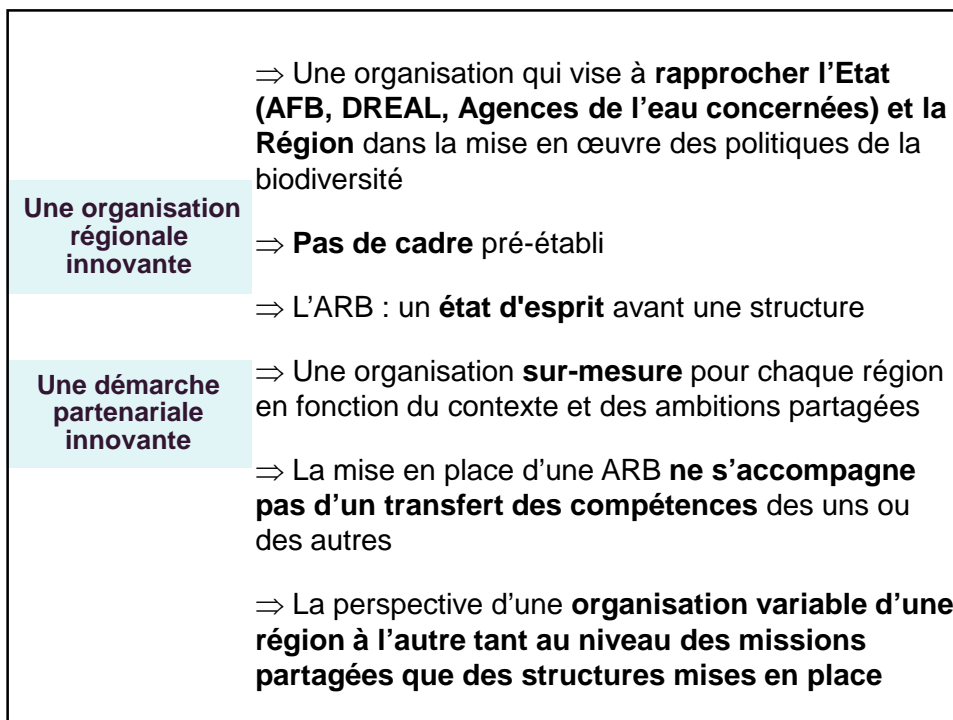 Une organisation
régionale
innovante
Une démarche
partenariale
innovante
⇒ Une organisation qui vise à rapprocher l’Etat
(AFB, DREAL, Agences de l’eau concernées) et la
Région dans la mise en œuvre des politiques de la
biodiversité
⇒ Pas de cadre pré-établi
⇒ L’ARB : un état d'esprit avant une structure
⇒ Une organisation sur-mesure pour chaque région
en fonction du contexte et des ambitions partagées
⇒ La mise en place d’une ARB ne s’accompagne
pas d’un transfert des compétences des uns ou
des autres
⇒ La perspective d’une organisation variable d’une
région à l’autre tant au niveau des missions
partagées que des structures mises en place